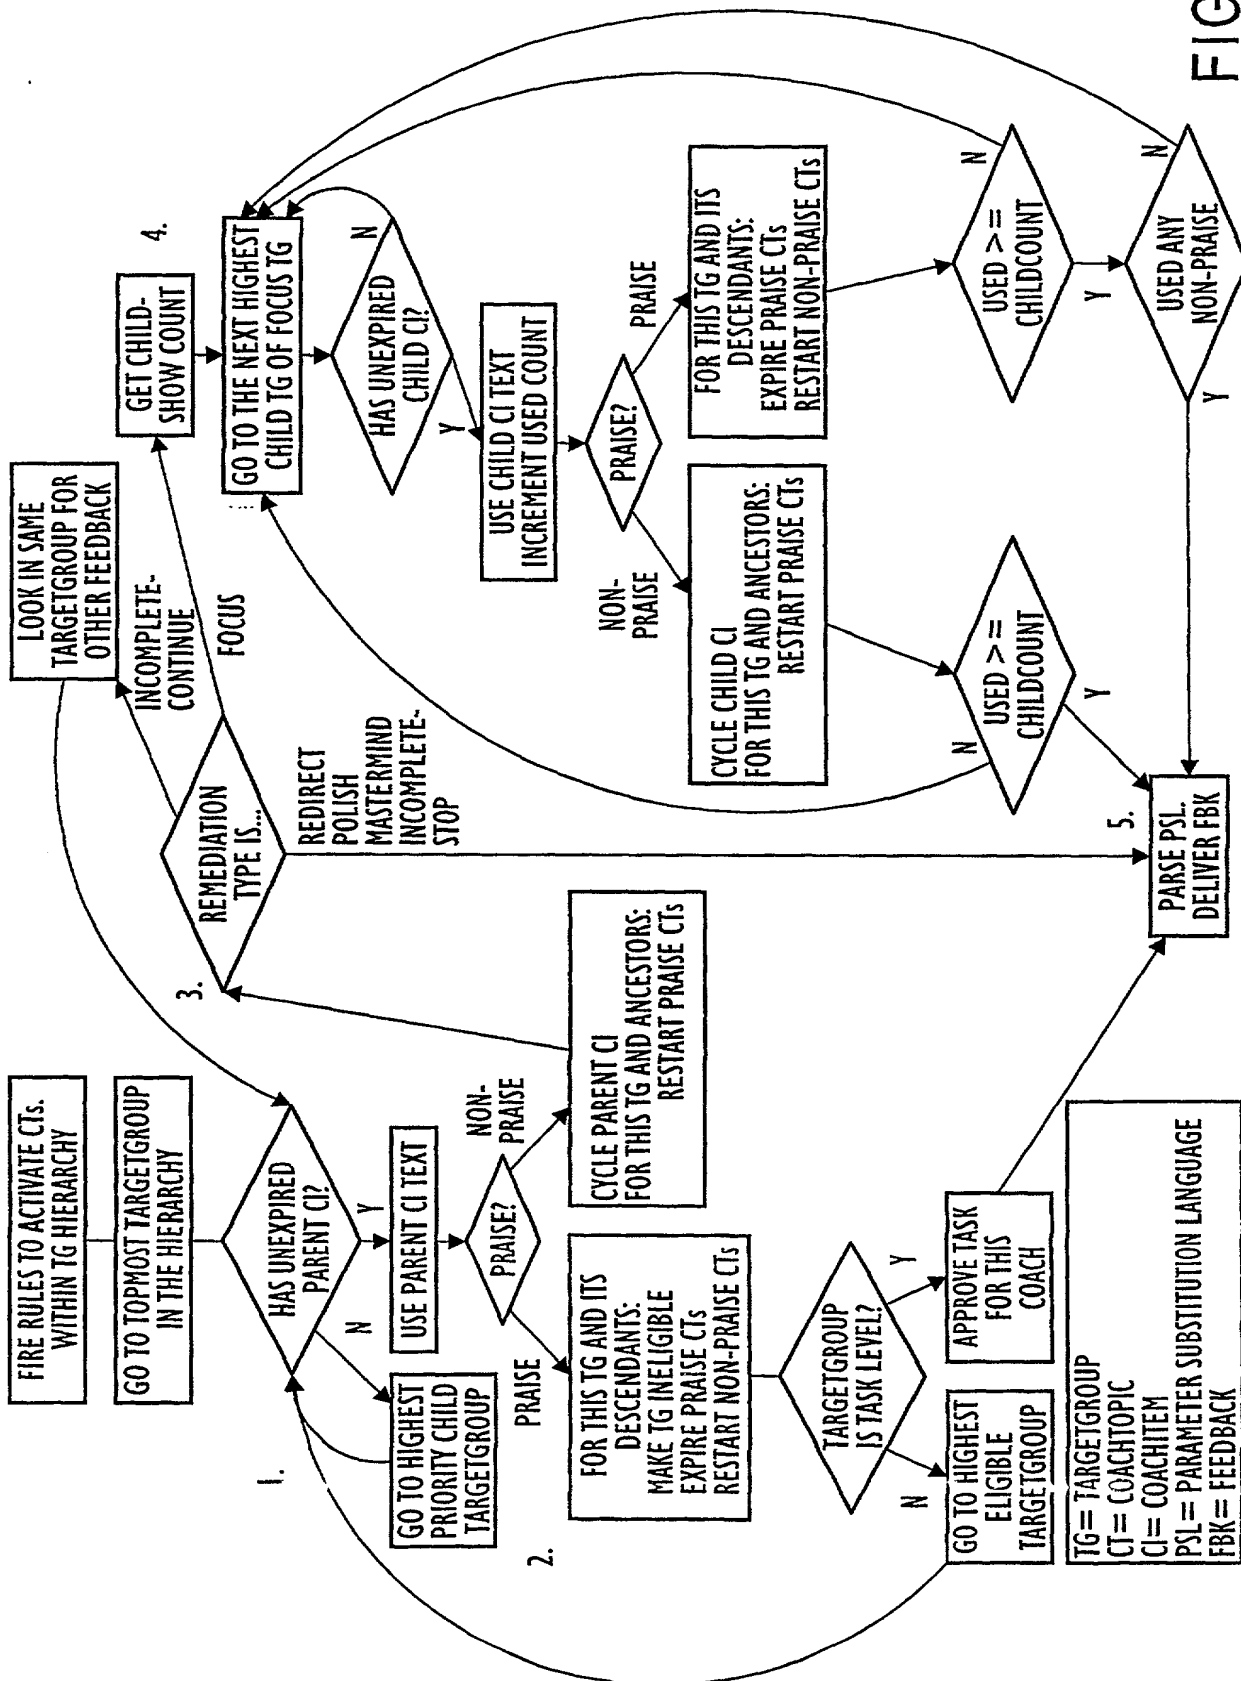 FIRE RULES TO ACTIVATE CTs.
WITHIN TG HIERARCHY
GO TO TOPMOST TARGETGROUP
IN THE HIERARCHY
1.
HAS UNEXPIRED
PARENT CI?
N
Y
GO TO HIGHEST
PRIORITY CHILD
TARGETGROUP
USE PARENT CI TEXT
2.
PRAISE?
PRAISE
NON-
PRAISE
FOR THIS TG AND ITS
DESCENDANTS:
MAKE TG INELIGIBLE
EXPIRE PRAISE CTs
RESTART NON-PRAISE CTs
CYCLE PARENT CI
FOR THIS TG AND ANCESTORS:
RESTART PRAISE CTs
TARGETGROUP
IS TASK LEVEL?
N
Y
GO TO HIGHEST
ELIGIBLE
TARGETGROUP
APPROVE TASK
FOR THIS
COACH
TG= TARGETGROUP
CT= COACHTOPIC
CI= COACHITEM
PSL= PARAMETER SUBSTITUTION LANGUAGE
FBK= FEEDBACK
3.
REMEDIATION
TYPE IS...
LOOK IN SAME
TARGETGROUP FOR
OTHER FEEDBACK
INCOMPLETE-
CONTINUE
FOCUS
REDIRECT
POLISH
MASTERMIND
INCOMPLETE-
STOP
4.
GET CHILD-
SHOW COUNT
GO TO THE NEXT HIGHEST
CHILD TG OF FOCUS TG
HAS UNEXPIRED
CHILD CI?
N
Y
USE CHILD CI TEXT
INCREMENT USED COUNT
PRAISE?
NON-
PRAISE
PRAISE
CYCLE CHILD CI
FOR THIS TG AND ANCESTORS:
RESTART PRAISE CTs
FOR THIS TG AND ITS
DESCENDANTS:
EXPIRE PRAISE CTs
RESTART NON-PRAISE CTs
USED >=
CHILDCOUNT
N
Y
USED >=
CHILDCOUNT
N
Y
USED ANY
NON-PRAISE
N
Y
5.
PARSE PSL.
DELIVER FBK
FIG